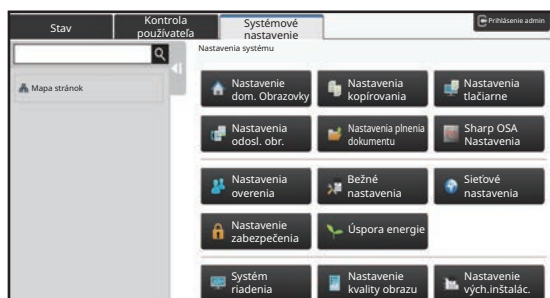 Stav
Kontrola
používateľa
Systémové
nastavenie
Prihlásenie admin
Nastavenia systému
Mapa stránok
Nastavenie
dom. Obrazovky
Nastavenia
kopírovania
Nastavenia
tlačiarne
Nastavenia
odosl. obr.
Nastavenia plnenia
dokumentu
Sharp OSA
Nastavenia
Nastavenia
overenia
Bežné
nastavenia
Sieťové
nastavenia
Nastavenie
zabezpečenia
Úspora energie
Systém
riadenia
Nastavenie
kvality obrazu
Nastavenie
vých.inštalác.